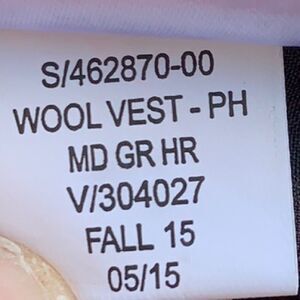 S/462870-00
WOOL VEST - PH
MD GR HR
V/304027
FALL 15
05/15